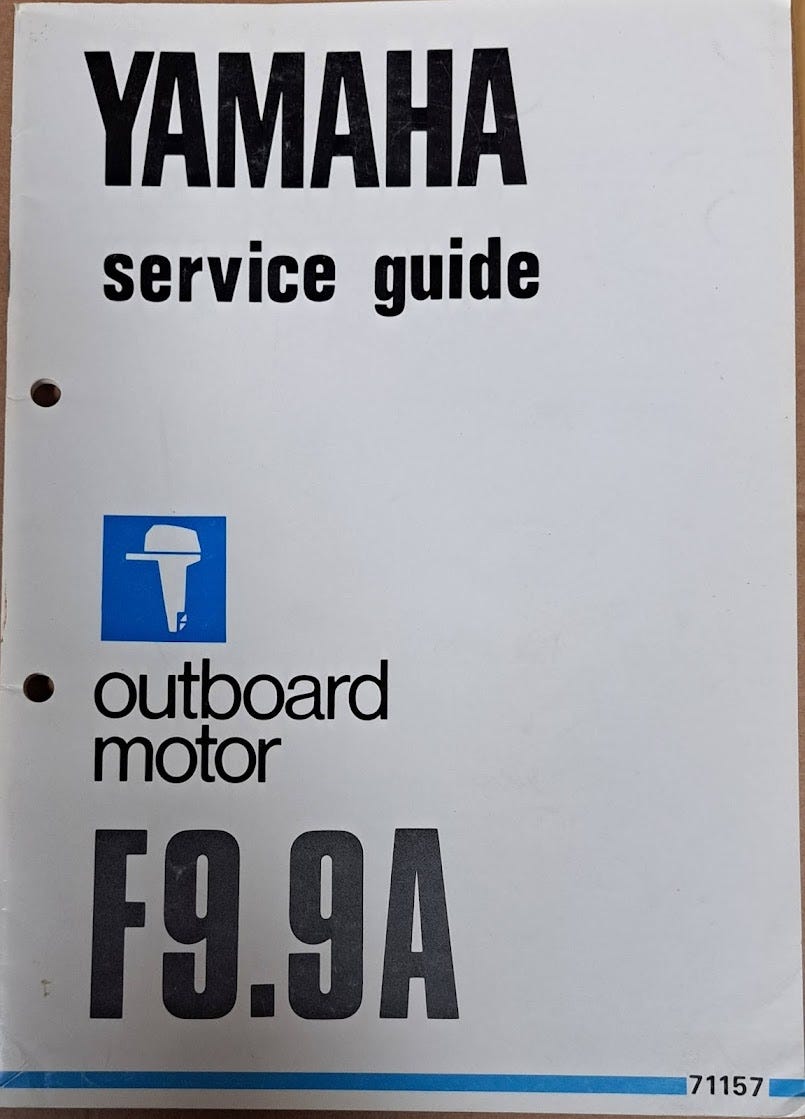 YAMAHA
service guide
outboard
motor
F9.9A
71157